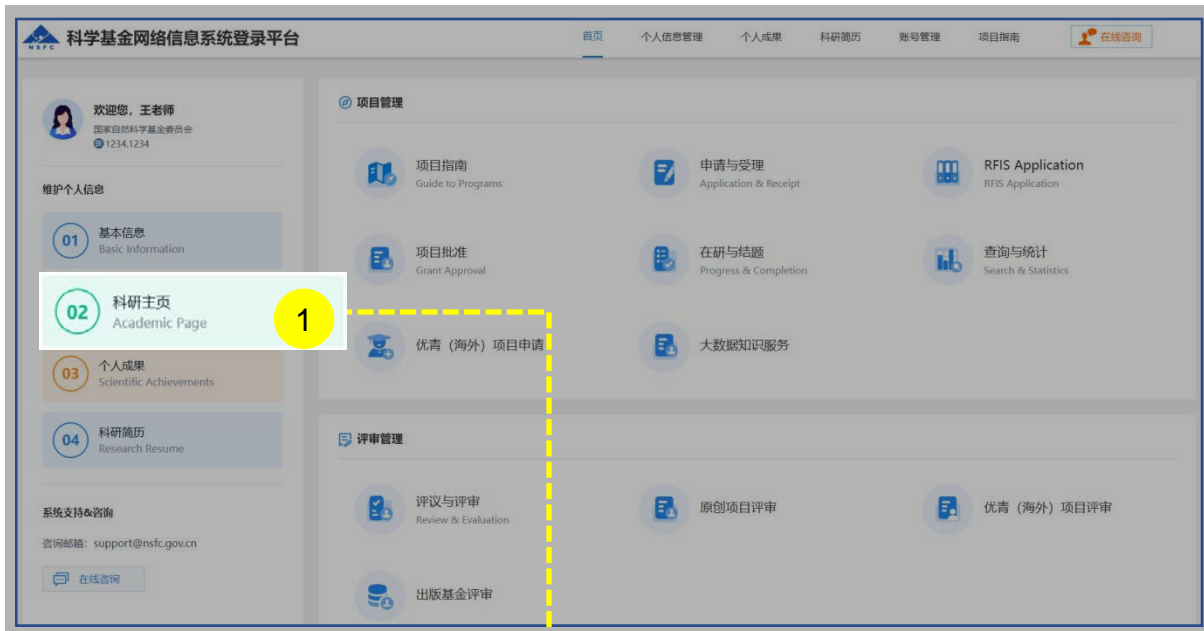 NSFC
科学基金网络信息系统登录平台
首页
个人信息管理
个人成果
科研简历
账号管理
项目指南
在线咨询
欢迎您，王老师
国家自然科学基金委员会
1234.1234
维护个人信息
01
基本信息
Basic Information
02
科研主页
Academic Page
1
03
个人成果
Scientific Achievements
04
科研简历
Research Resume
系统支持&咨询
咨询邮箱：support@nsfc.gov.cn
在线咨询
项目管理
项目指南
Guide to Programs
申请与受理
Application & Receipt
RFIS Application
RFIS Application
项目批准
Grant Approval
在研与结题
Progress & Completion
查询与统计
Search & Statistics
优青（海外）项目申请
大数据知识服务
评审管理
评议与评审
Review & Evaluation
原创项目评审
优青（海外）项目评审
出版基金评审